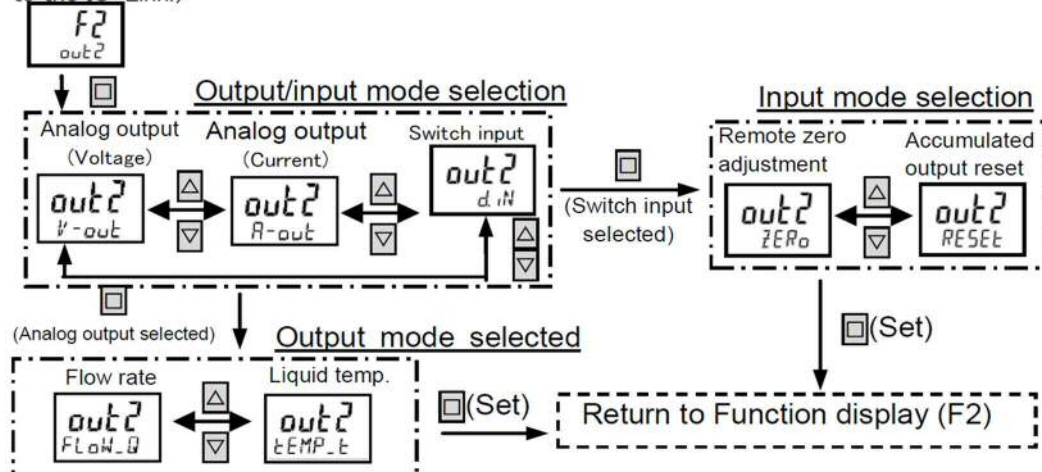 F2
out2
Output/input mode selection
Analog output
(Voltage)
out2
V-out
Analog output
(Current)
out2
A-out
Switch input
out2
d.iN
(Switch input
selected)
Input mode selection
Remote zero
adjustment
out2
ZERo
Accumulated
output reset
out2
RESEt
(Analog output selected)
Output mode selected
Flow rate
out2
FLoW_Q
Liquid temp.
out2
tEMP_t
(Set)
(Set)
Return to Function display (F2)